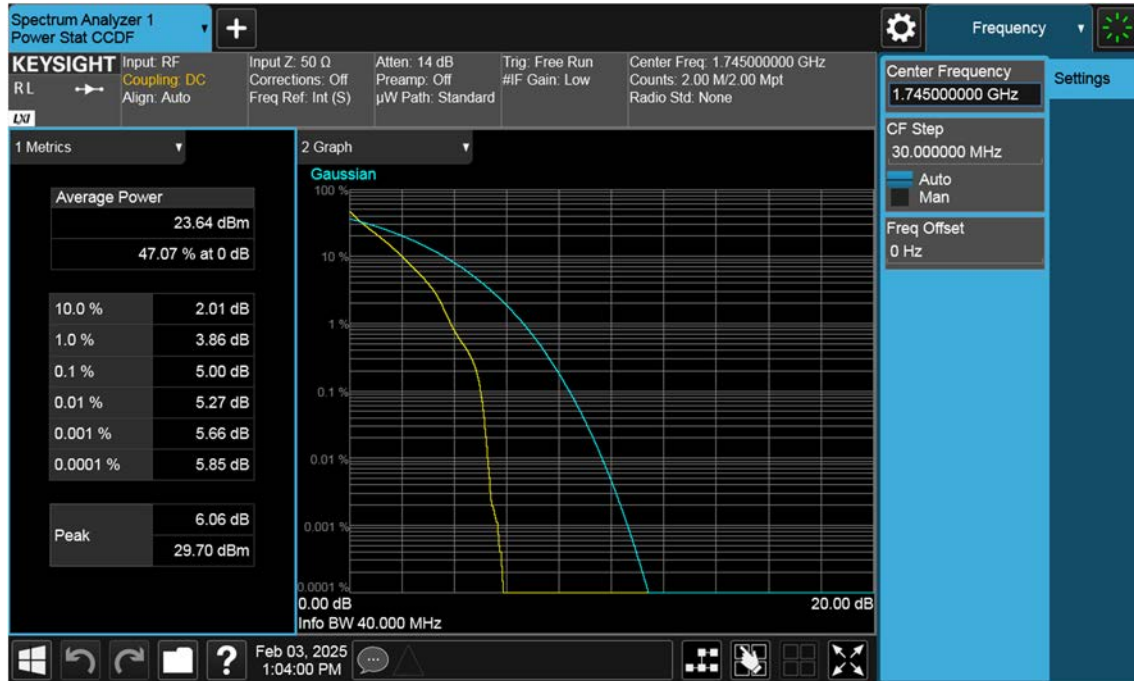 Spectrum Analyzer 1
Power Stat CCDF
+
Frequency
KEYSIGHT
RL
LXI
Input: RF
Coupling: DC
Align: Auto
Input Z: 50 Ω
Corrections: Off
Freq Ref: Int (S)
Atten: 14 dB
Preamp: Off
µW Path: Standard
Trig: Free Run
#IF Gain: Low
Center Freq: 1.745000000 GHz
Counts: 2.00 M/2.00 Mpt
Radio Std: None
Center Frequency
1.745000000 GHz
Settings
CF Step
30.000000 MHz
Auto
Man
Freq Offset
0 Hz
1 Metrics
Average Power
23.64 dBm
47.07 % at 0 dB
10.0 % 2.01 dB
1.0 % 3.86 dB
0.1 % 5.00 dB
0.01 % 5.27 dB
0.001 % 5.66 dB
0.0001 % 5.85 dB
Peak
6.06 dB
29.70 dBm
2 Graph
Gaussian
100 %
10 %
1 %
0.1 %
0.01 %
0.001 %
0.0001 %
0.00 dB 20.00 dB
Info BW 40.000 MHz
?
Feb 03, 2025
1:04:00 PM